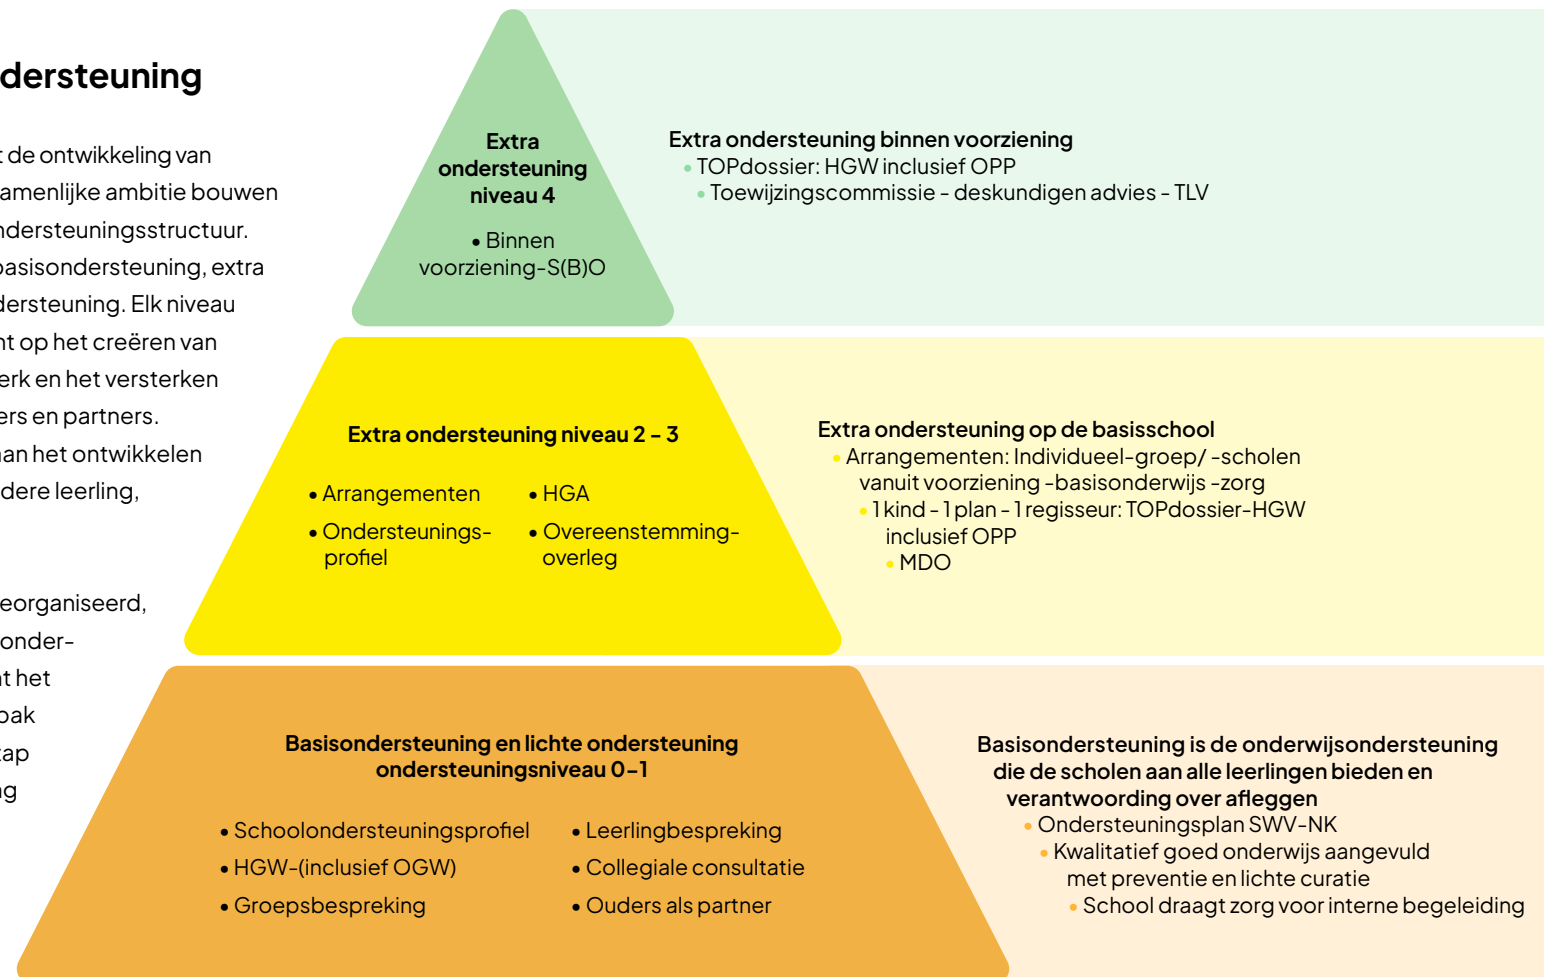 dersteuning
t de ontwikkeling van
amenlijke ambitie bouwen
ndersteuningsstructuur.
basisondersteuning, extra
dersteuning. Elk niveau
nt op het creëren van
erk en het versterken
ers en partners.
an het ontwikkelen
dere leerling,
eorganiseerd,
onder-
at het
oak
tap
ng
Extra
ondersteuning
niveau 4
• Binnen
voorziening-S(B)O
Extra ondersteuning binnen voorziening
• TOPdossier: HGW inclusief OPP
• Toewijzingscommissie - deskundigen advies - TLV
Extra ondersteuning niveau 2 - 3
• Arrangementen
• Ondersteunings-
profiel
• HGA
• Overeenstemming-
overleg
Extra ondersteuning op de basisschool
• Arrangementen: Individueel-groep/ -scholen
vanuit voorziening -basisonderwijs -zorg
• 1 kind - 1 plan - 1 regisseur: TOPdossier-HGW
inclusief OPP
• MDO
Basisondersteuning en lichte ondersteuning
ondersteuningsniveau 0-1
• Schoolondersteuningsprofiel
• HGW-(inclusief OGW)
• Groepsbespreking
• Leerlingbespreking
• Collegiale consultatie
• Ouders als partner
Basisondersteuning is de onderwijsondersteuning
die de scholen aan alle leerlingen bieden en
verantwoording over afleggen
• Ondersteuningsplan SWV-NK
• Kwalitatief goed onderwijs aangevuld
met preventie en lichte curatie
• School draagt zorg voor interne begeleiding